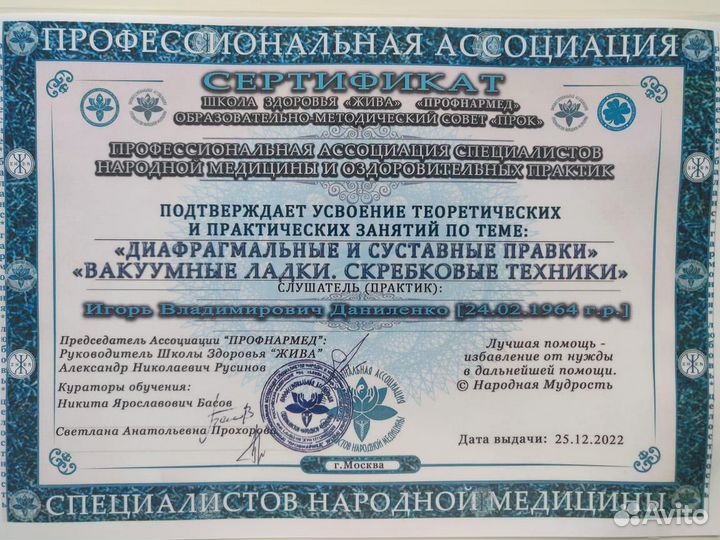 ПРОФЕССИОНАЛЬНАЯ АССОЦИАЦИЯ
СЕРТИФИКАТ
ШКОЛА ЗДОРОВЬЯ «ЖИВА» «ПРОФНАРМЕД»
ОБРАЗОВАТЕЛЬНО-МЕТОДИЧЕСКИЙ СОВЕТ «ПРОК»
ПРОФЕССИОНАЛЬНАЯ АССОЦИАЦИЯ СПЕЦИАЛИСТОВ
НАРОДНОЙ МЕДИЦИНЫ И ОЗДОРОВИТЕЛЬНЫХ ПРАКТИК
ПОДТВЕРЖДАЕТ УСВОЕНИЕ ТЕОРЕТИЧЕСКИХ
И ПРАКТИЧЕСКИХ ЗАНЯТИЙ ПО ТЕМЕ:
«ДИАФРАГМАЛЬНЫЕ И СУСТАВНЫЕ ПРАВКИ»
«ВАКУУМНЫЕ ЛАДКИ. СКРЕБКОВЫЕ ТЕХНИКИ»
СЛУШАТЕЛЬ (ПРАКТИК):
Игорь Владимирович Даниленко [24.02.1964 г.р.]
Председатель Ассоциации "ПРОФНАРМЕД":
Руководитель Школы Здоровья "ЖИВА"
Александр Николаевич Русинов
Кураторы обучения:
Никита Ярославович Басов
Светлана Анатольевна Прохорова
Лучшая помощь -
избавление от нужды
в дальнейшей помощи.
© Народная Мудрость
Дата выдачи: 25.12.2022
г.Москва
СПЕЦИАЛИСТОВ НАРОДНОЙ МЕДИЦИНЫ
Avito